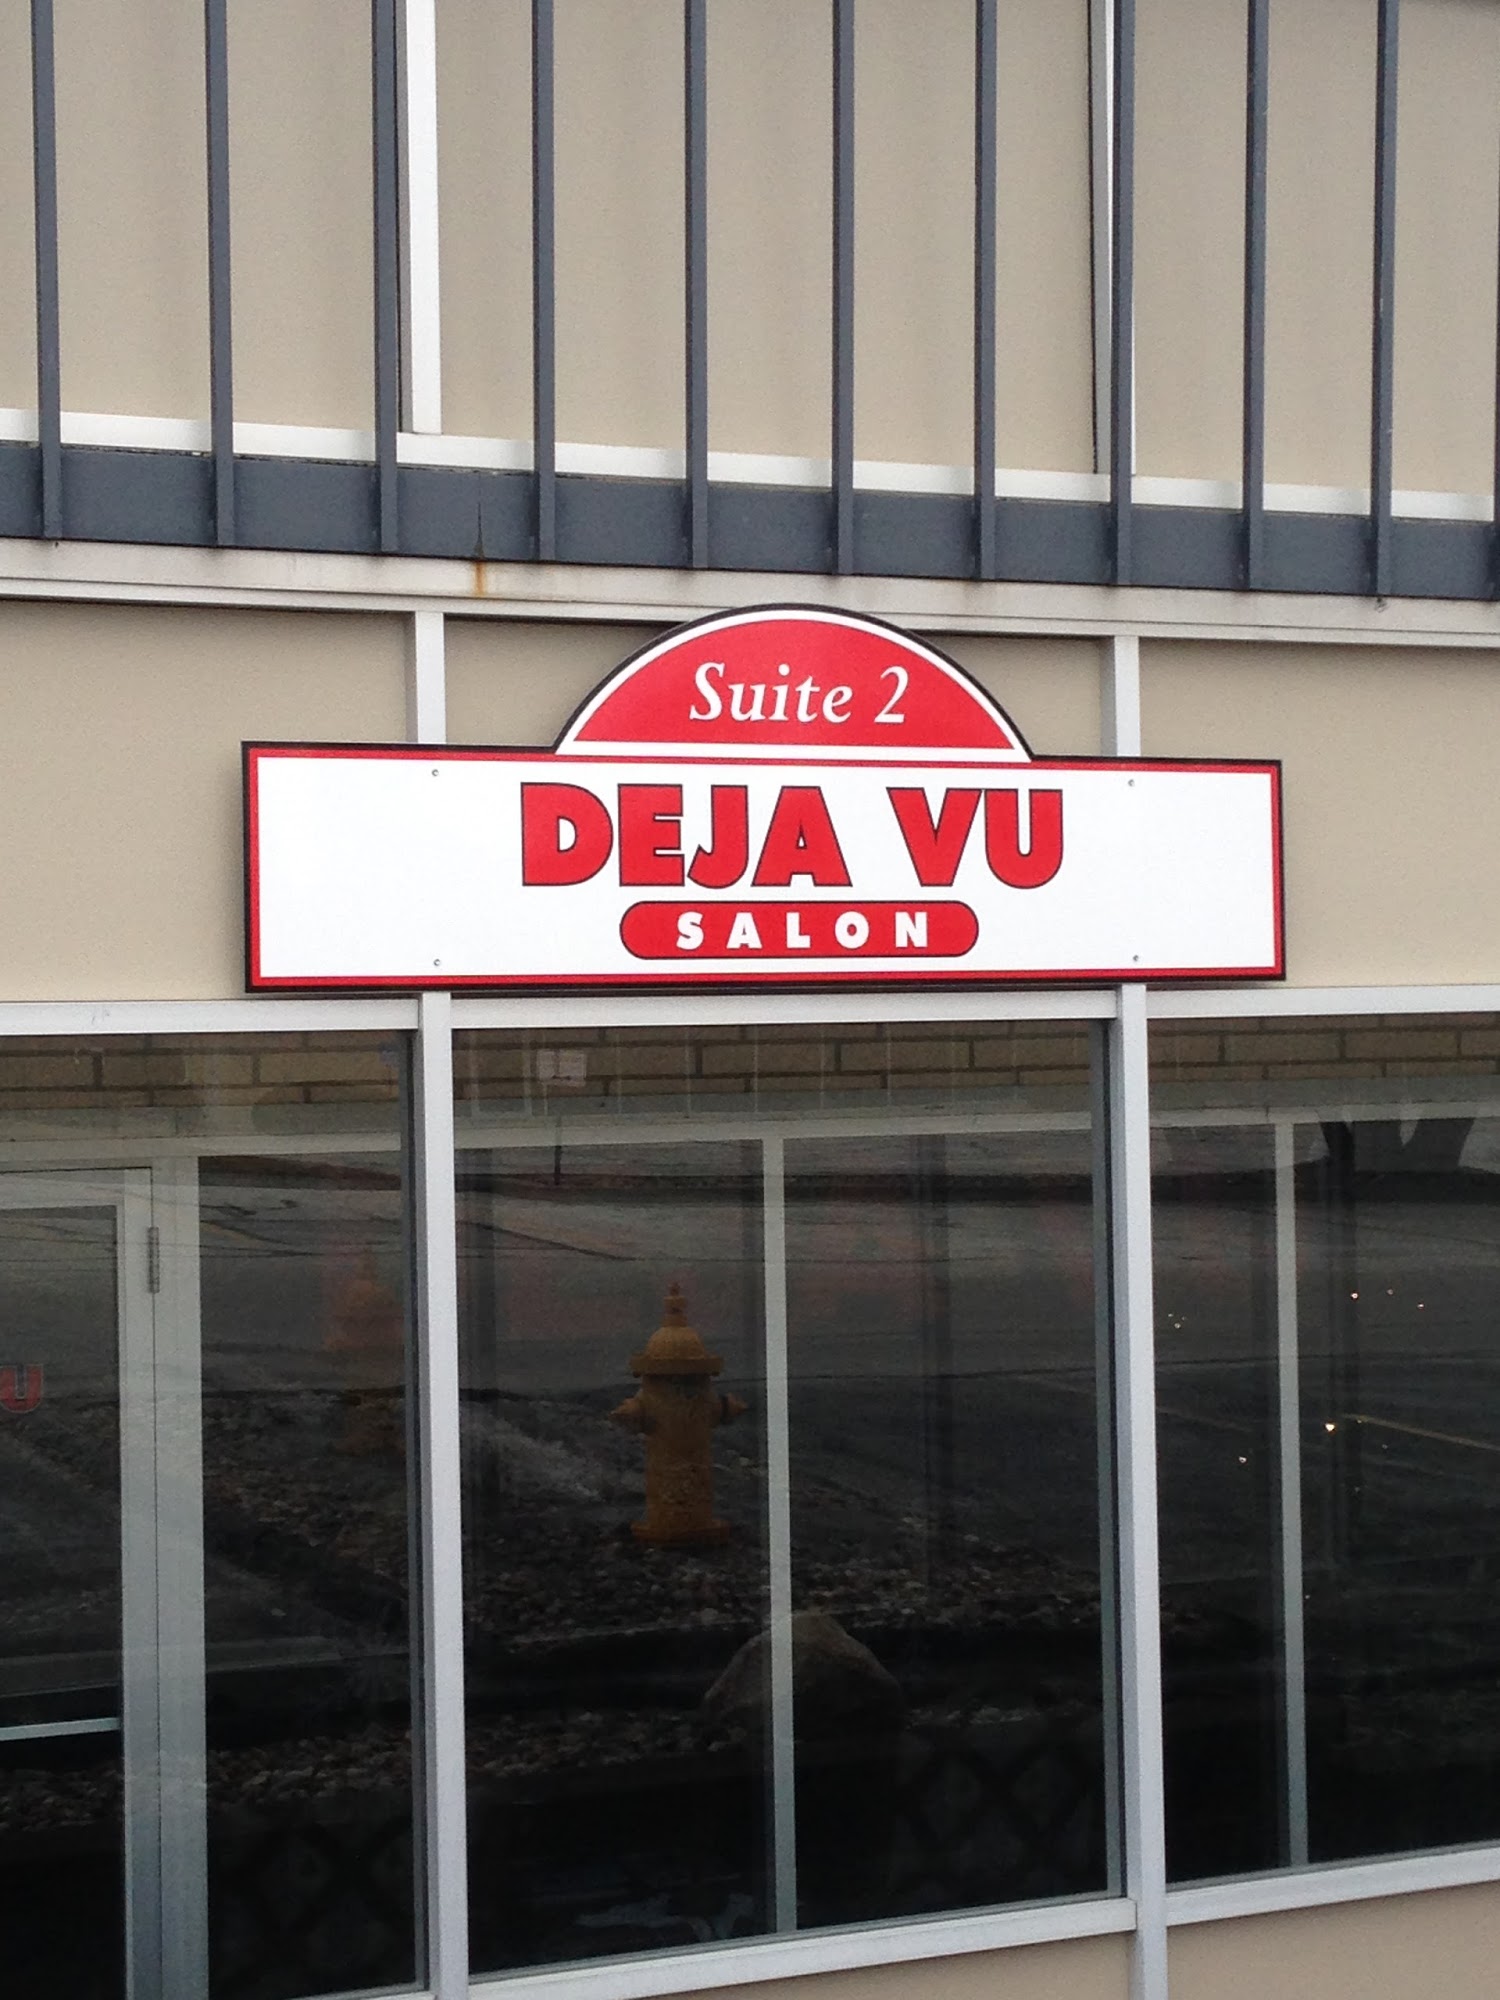 Suite 2
DEJA VU
SALON
U